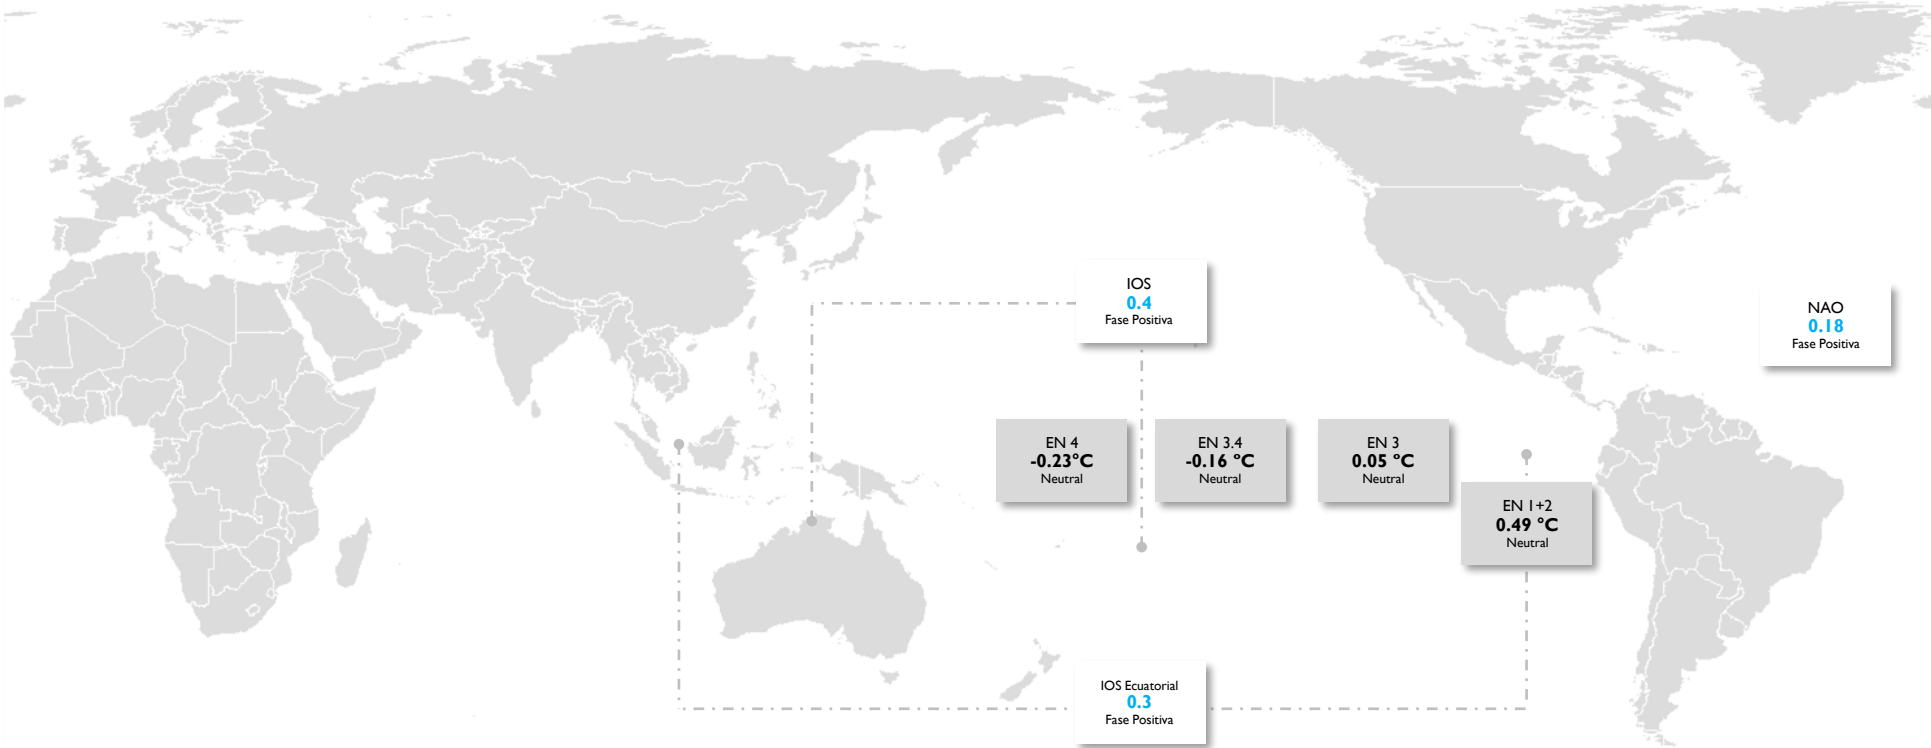 IOS
0.4
Fase Positiva
NAO
0.18
Fase Positiva
EN 4
-0.23°C
Neutral
EN 3.4
-0.16 °C
Neutral
EN 3
0.05 °C
Neutral
EN 1+2
0.49 °C
Neutral
IOS Ecuatorial
0.3
Fase Positiva